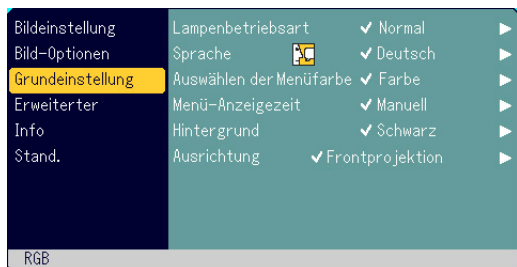 Bildeinstellung
Bild-Optionen
Grundeinstellung
Erweiterter
Info
Stand.
Lampenbetriebsart ✓ Normal
Sprache ✓ Deutsch
Auswählen der Menüfarbe ✓ Farbe
Menü-Anzeigezeit ✓ Manuell
Hintergrund ✓ Schwarz
Ausrichtung ✓ Frontprojektion
RGB